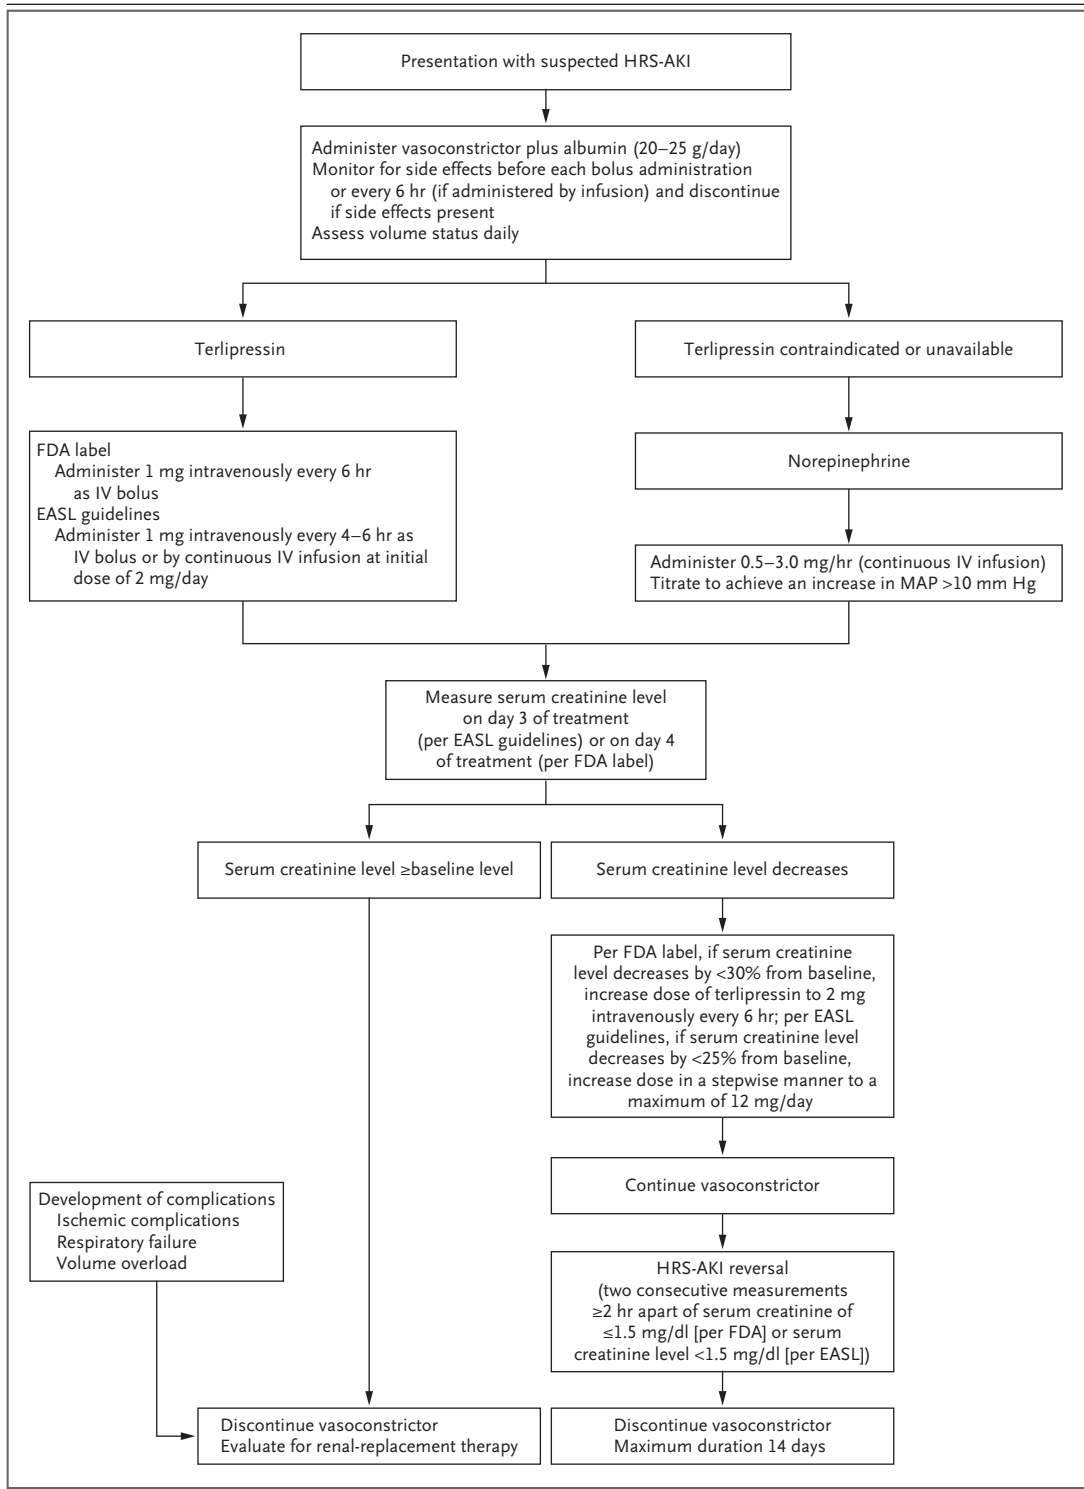 Presentation with suspected HRS-AKI
Administer vasoconstrictor plus albumin (20–25 g/day)
Monitor for side effects before each bolus administration
or every 6 hr (if administered by infusion) and discontinue
if side effects present
Assess volume status daily
Terlipressin
Terlipressin contraindicated or unavailable
FDA label
Administer 1 mg intravenously every 6 hr
as IV bolus
EASL guidelines
Administer 1 mg intravenously every 4–6 hr as
IV bolus or by continuous IV infusion at initial
dose of 2 mg/day
Norepinephrine
Administer 0.5–3.0 mg/hr (continuous IV infusion)
Titrate to achieve an increase in MAP >10 mm Hg
Measure serum creatinine level
on day 3 of treatment
(per EASL guidelines) or on day 4
of treatment (per FDA label)
Serum creatinine level ≥baseline level
Serum creatinine level decreases
Per FDA label, if serum creatinine
level decreases by <30% from baseline,
increase dose of terlipressin to 2 mg
intravenously every 6 hr; per EASL
guidelines, if serum creatinine level
decreases by <25% from baseline,
increase dose in a stepwise manner to a
maximum of 12 mg/day
Continue vasoconstrictor
Development of complications
Ischemic complications
Respiratory failure
Volume overload
HRS-AKI reversal
(two consecutive measurements
≥2 hr apart of serum creatinine of
≤1.5 mg/dl [per FDA] or serum
creatinine level <1.5 mg/dl [per EASL])
Discontinue vasoconstrictor
Evaluate for renal-replacement therapy
Discontinue vasoconstrictor
Maximum duration 14 days